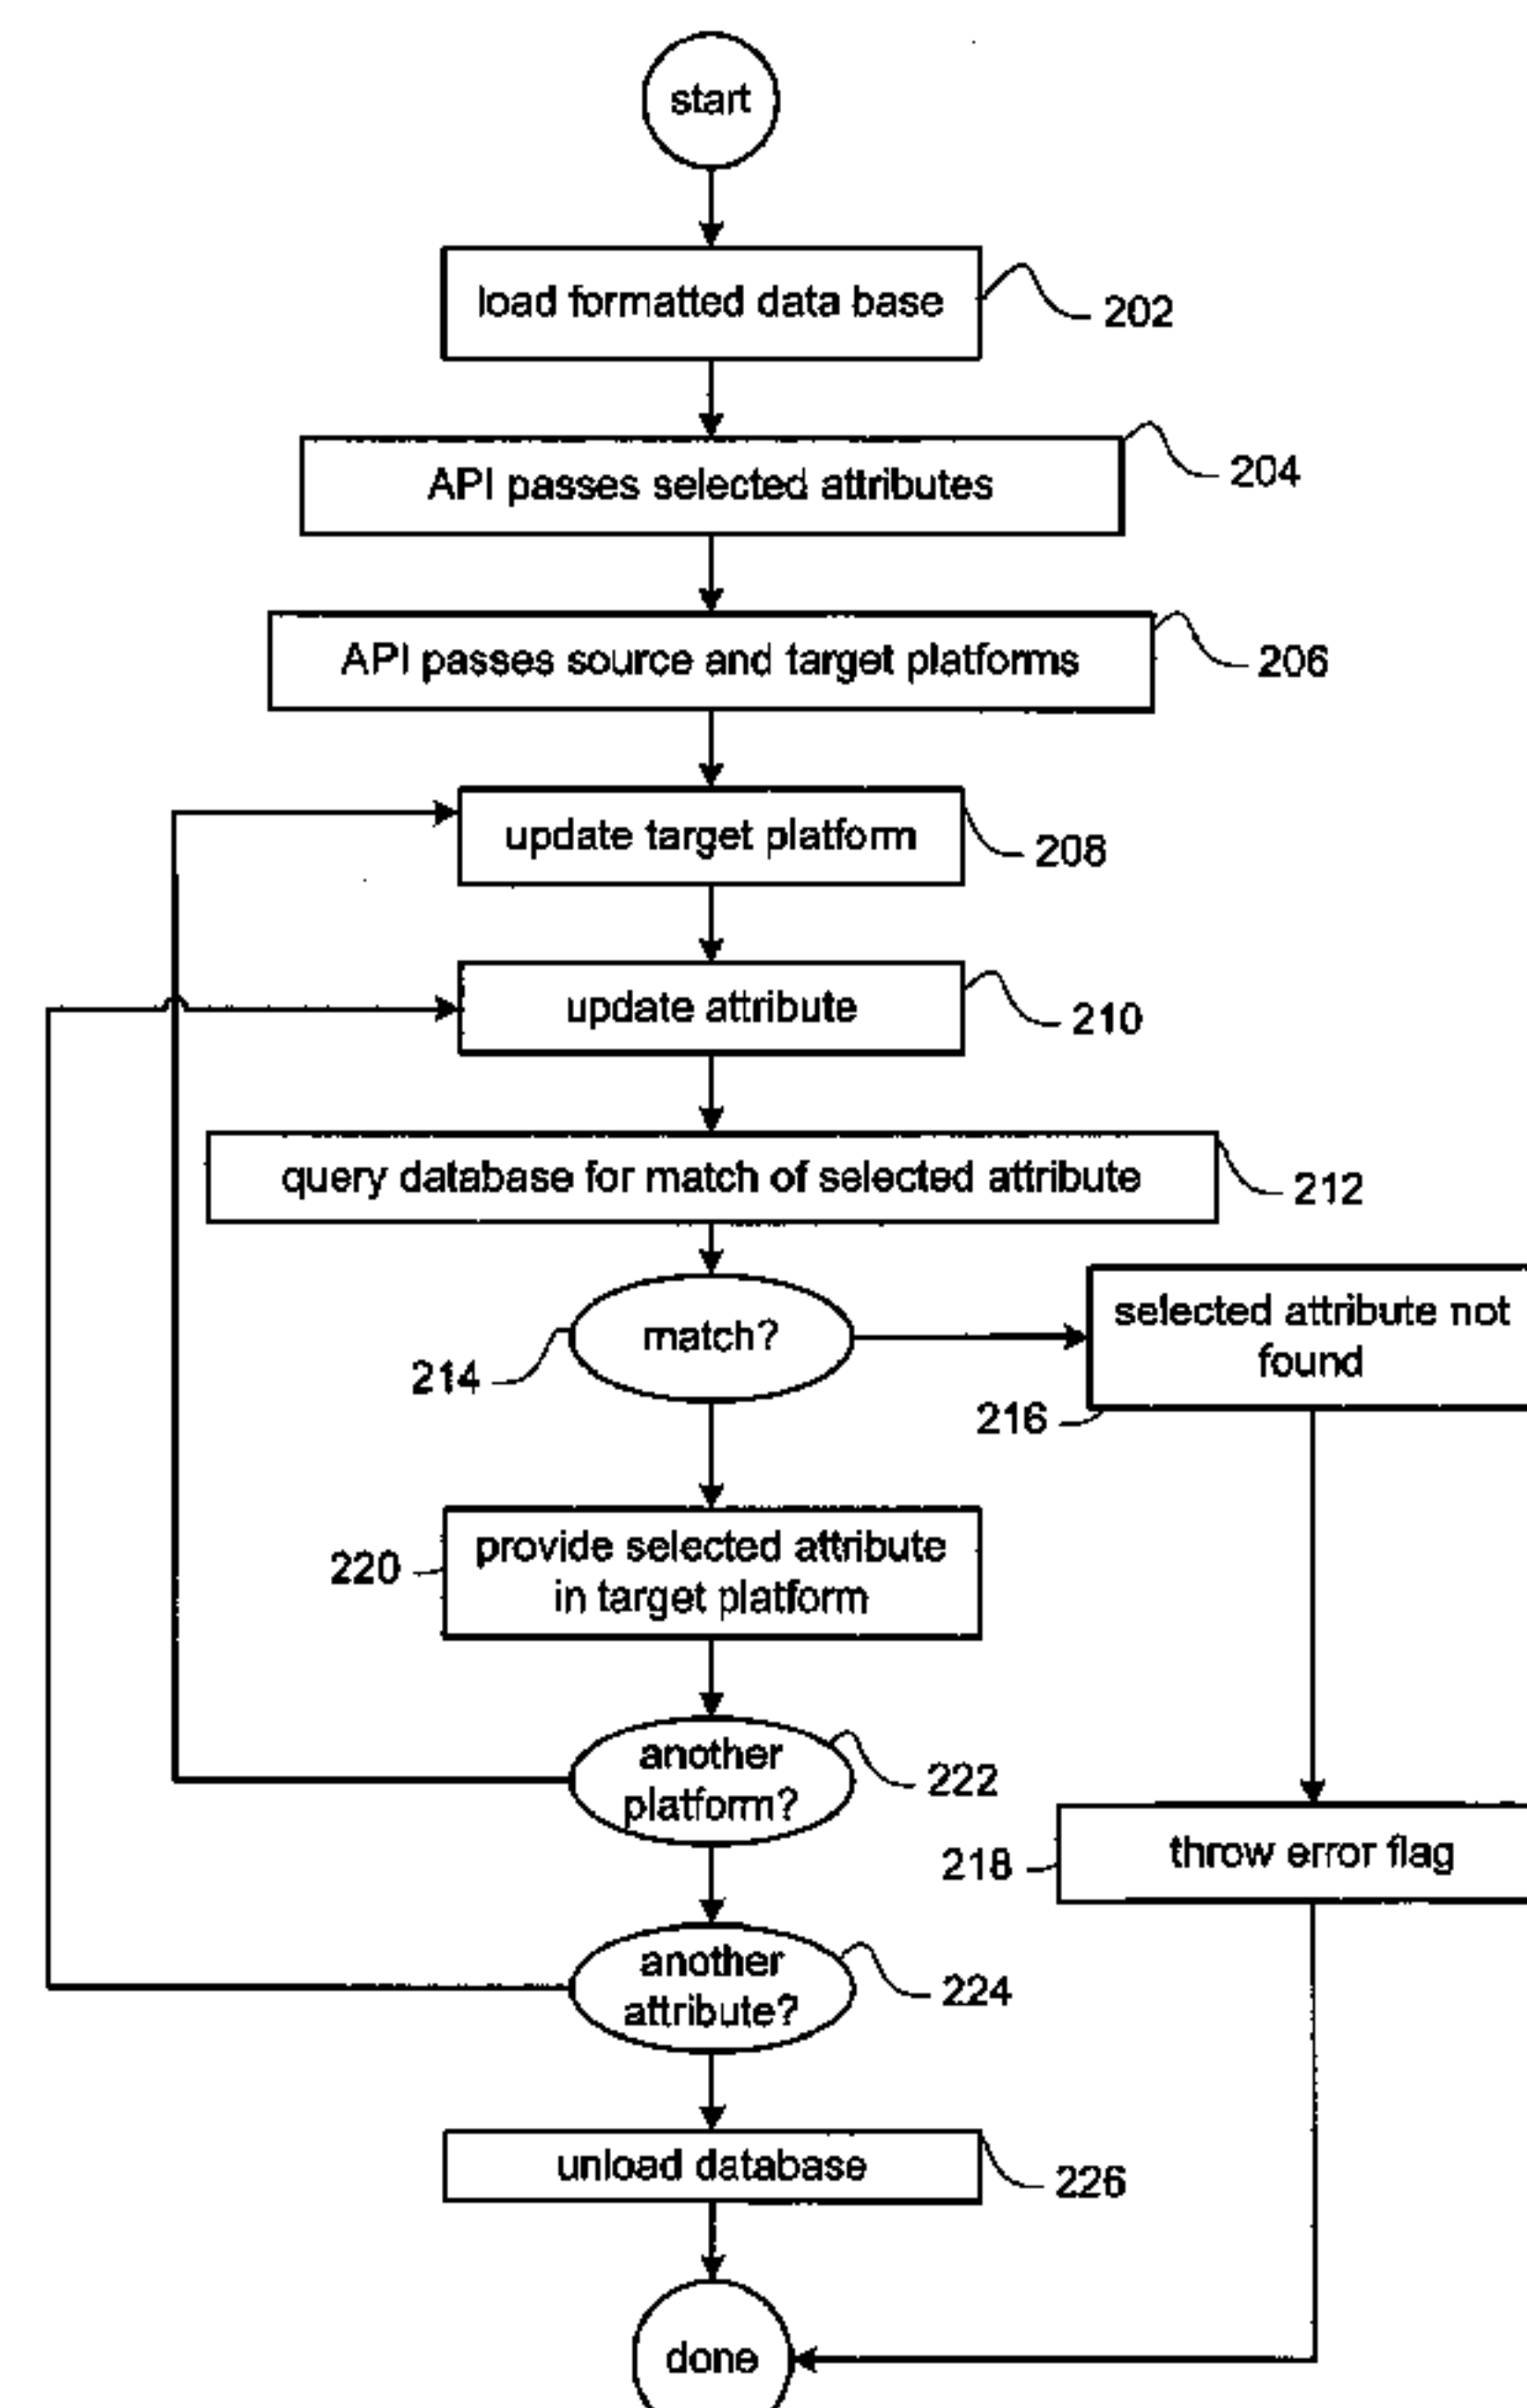 start
load formatted data base
202
API passes selected attributes
204
API passes source and target platforms
206
update target platform
208
update attribute
210
query database for match of selected attribute
212
match?
214
selected attribute not
found
216
provide selected attribute
in target platform
220
another
platform?
222
throw error flag
218
another
attribute?
224
unload database
226
done